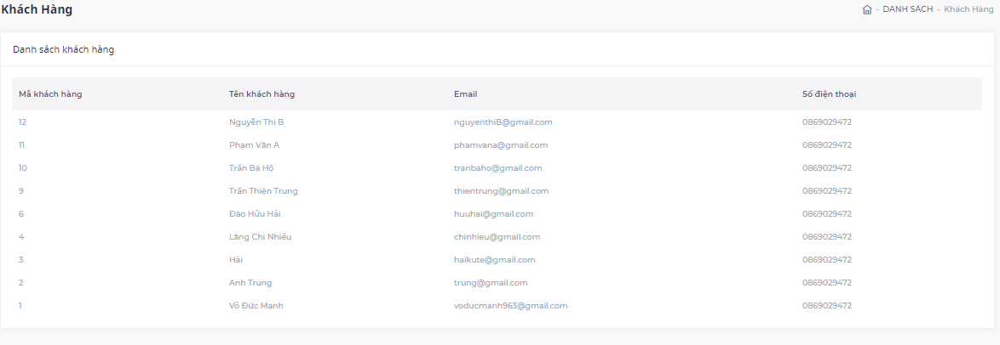 Khách Hàng
- DANH SÁCH - Khách Hàng
Danh sách khách hàng
Mã khách hàng Tên khách hàng Email Số điện thoại
12 Nguyễn Thị B nguyenthiB@gmail.com 0869029472
11 Phạm Văn A phamvana@gmail.com 0869029472
10 Trần Bá Hộ tranbaho@gmail.com 0869029472
9 Trần Thiện Trung thientrung@gmail.com 0869029472
6 Đào Hữu Hải huuhai@gmail.com 0869029472
4 Lăng Chi Nhiều chinhieu@gmail.com 0869029472
3 Hải haikute@gmail.com 0869029472
2 Anh Trung trung@gmail.com 0869029472
1 Võ Đức Mạnh voducmanh963@gmail.com 0869029472